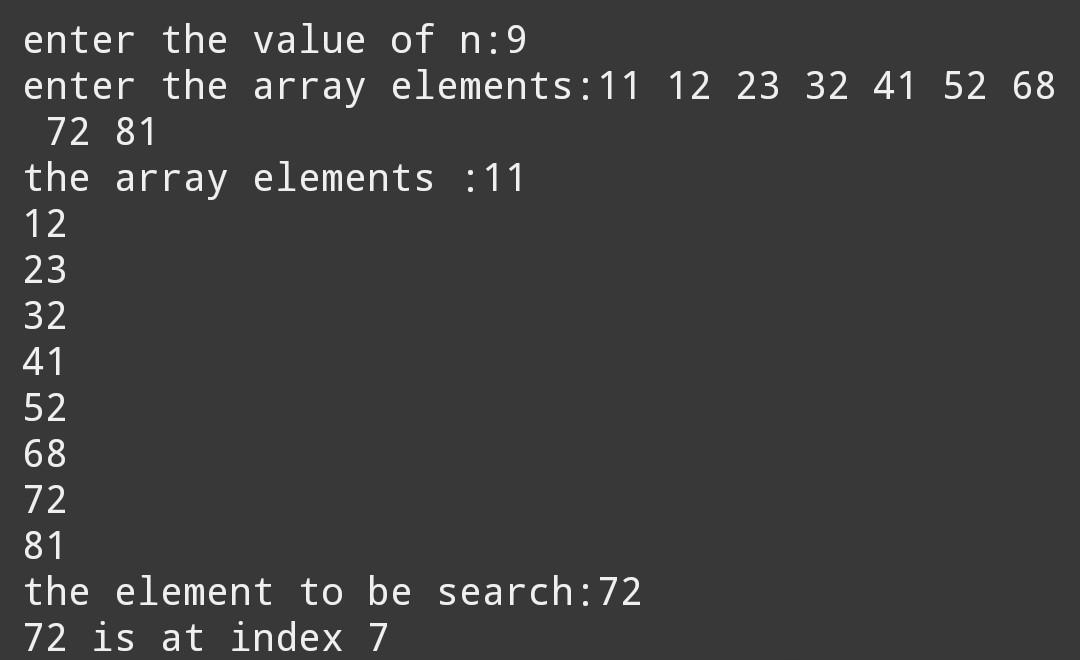 enter the value of n:9
enter the array elements:11 12 23 32 41 52 68
72 81
the array elements :11
12
23
32
41
52
68
72
81
the element to be search:72
72 is at index 7